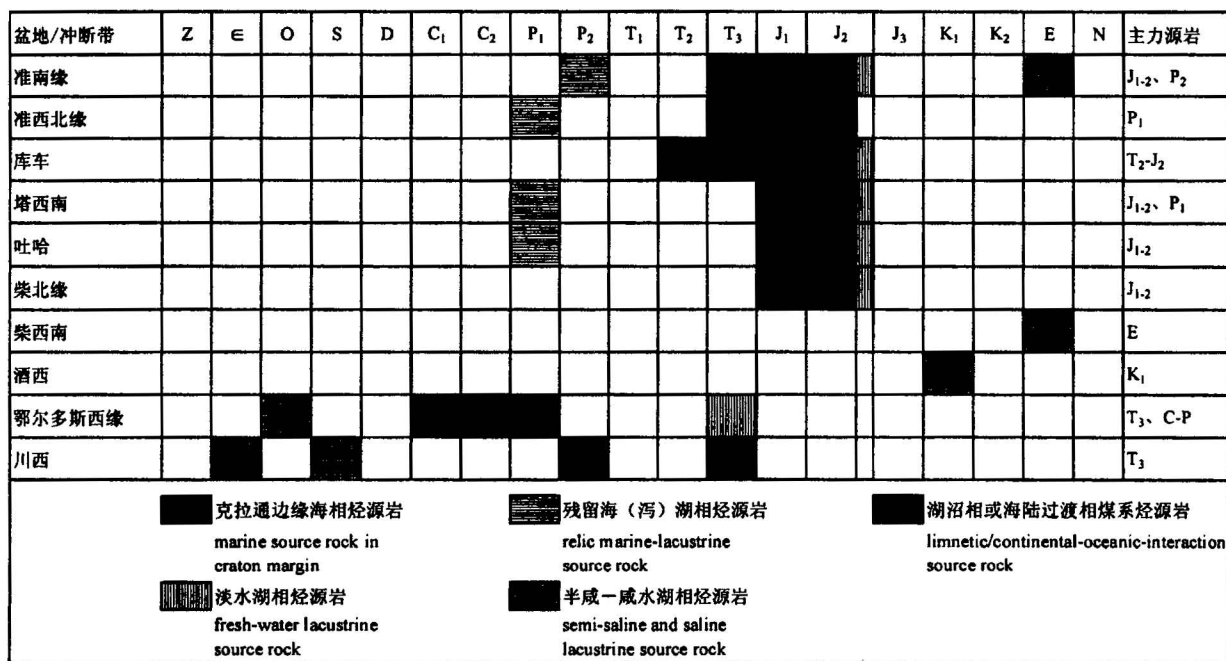 盆地/冲断带 Z ∈ O S D C₁ C₂ P₁ P₂ T₁ T₂ T₃ J₁ J₂ J₃ K₁ K₂ E N 主力源岩
准南缘 J₁₋₂、P₂
准西北缘 P₁
库车 T₂-J₂
塔西南 J₁₋₂、P₁
吐哈 J₁₋₂
柴北缘 J₁₋₂
柴西南 E
酒西 K₁
鄂尔多斯西缘 T₃、C-P
川西 T₃
克拉通边缘海相烃源岩
marine source rock in
craton margin
残留海（泻）湖相烃源岩
relic marine-lacustrine
source rock
湖沼相或海陆过渡相煤系烃源岩
limnetic/continental-oceanic-interaction
source rock
淡水湖相烃源岩
fresh-water lacustrine
source rock
半咸－咸水湖相烃源岩
semi-saline and saline
lacustrine source rock